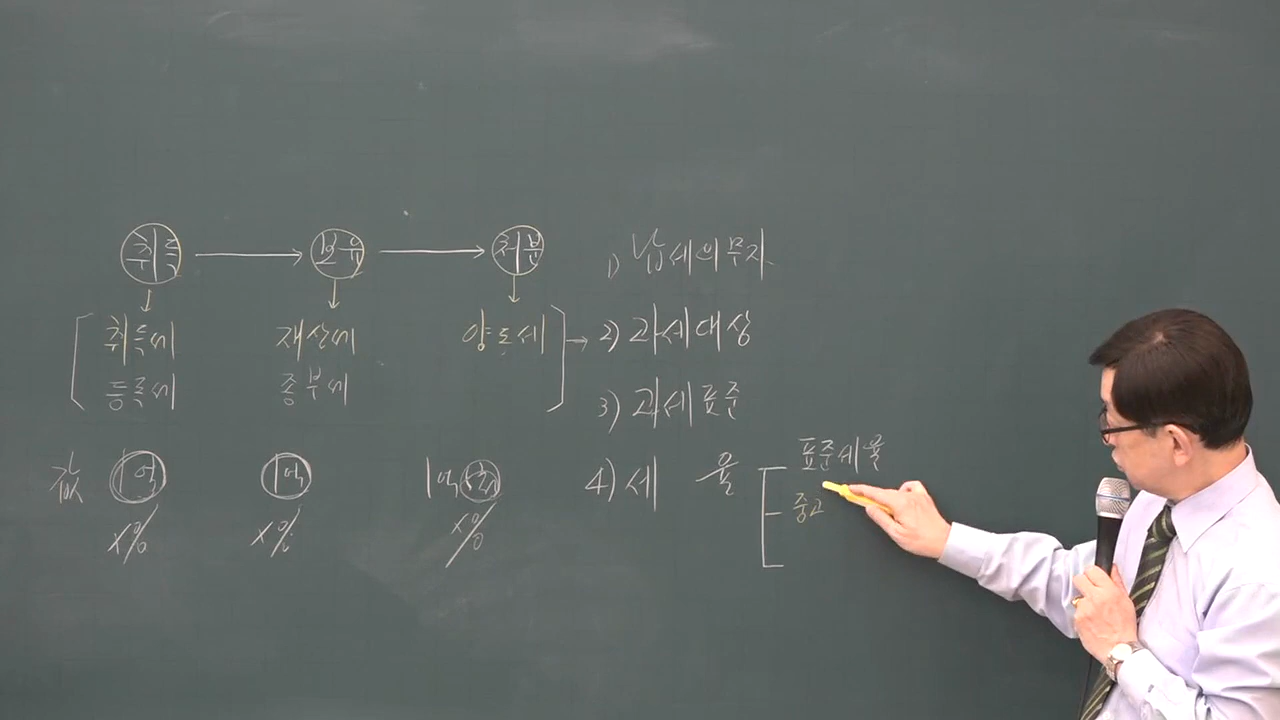 취득 → 보유 → 처분
취득세 재산세 양도세
등록세 종부세
값 1억 1억 1억
X% X% X%
1) 납세의무자
2) 과세대상
3) 과세표준
4) 세 율
표준세율
중과